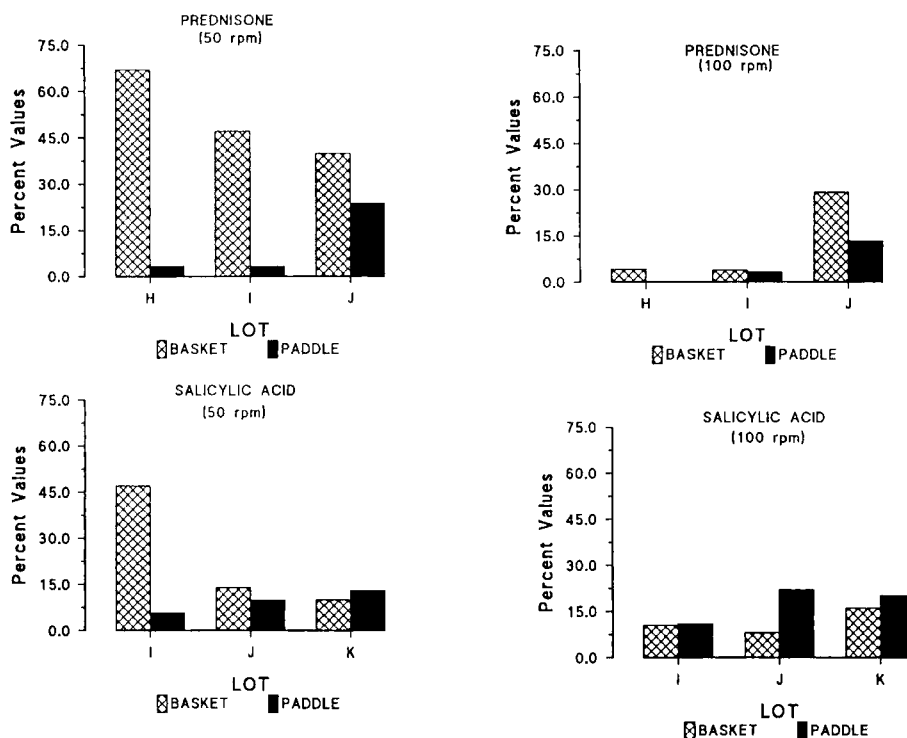 PREDNISONE
(50 rpm)
75.0
60.0
45.0
30.0
15.0
0.0
Percent Values
H I J
LOT
BASKET PADDLE
PREDNISONE
(100 rpm)
75.0
60.0
45.0
30.0
15.0
0.0
Percent Values
H I J
LOT
BASKET PADDLE
SALICYLIC ACID
(50 rpm)
75.0
60.0
45.0
30.0
15.0
0.0
Percent Values
I J K
LOT
BASKET PADDLE
SALICYLIC ACID
(100 rpm)
75.0
60.0
45.0
30.0
15.0
0.0
Percent Values
I J K
LOT
BASKET PADDLE